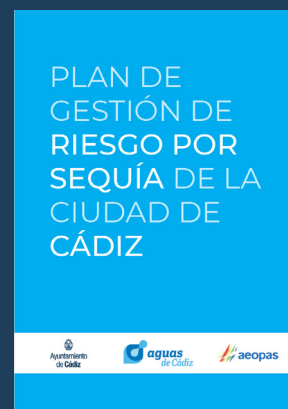 PLAN DE
GESTIÓN DE
RIESGO POR
SEQUÍA DE LA
CIUDAD DE
CÁDIZ
Ayuntamiento
de Cádiz
aguas
de Cádiz
aeopas